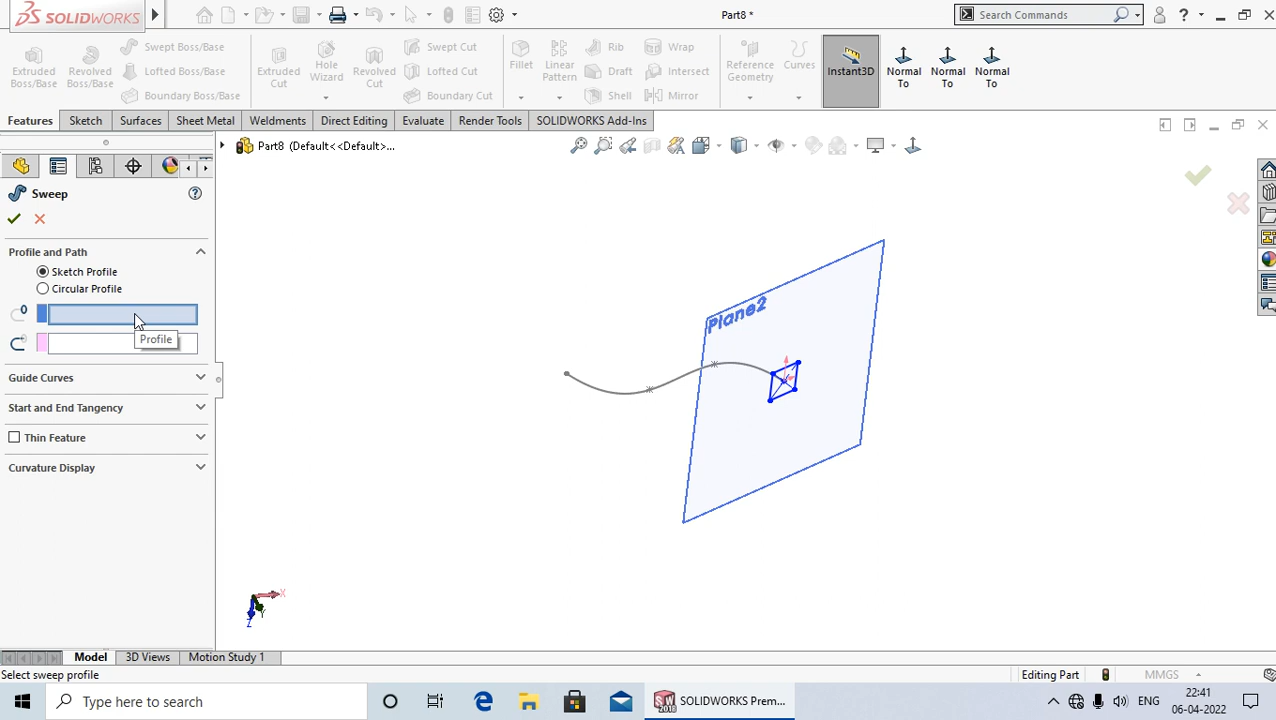 SOLIDWORKS
Part8 *
Search Commands
Extruded Boss/Base
Revolved Boss/Base
Swept Boss/Base
Lofted Boss/Base
Boundary Boss/Base
Extruded Cut
Hole Wizard
Revolved Cut
Swept Cut
Lofted Cut
Boundary Cut
Fillet
Linear Pattern
Rib
Draft
Shell
Wrap
Intersect
Mirror
Reference Geometry
Curves
Instant3D
Normal To
Normal To
Normal To
Features
Sketch
Surfaces
Sheet Metal
Weldments
Direct Editing
Evaluate
Render Tools
SOLIDWORKS Add-Ins
Part8 (Default<<Default>...
Sweep
Profile and Path
Sketch Profile
Circular Profile
Profile
Guide Curves
Start and End Tangency
Thin Feature
Curvature Display
Plane2
X
Y
Z
Model
3D Views
Motion Study 1
Select sweep profile
Editing Part
MMGS
Type here to search
2018
SOLIDWORKS Prem...
ENG
22:41
06-04-2022